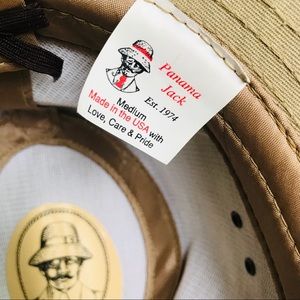 Panama
Jack
Est. 1974
Medium
Made in the USA with
Love, Care & Pride